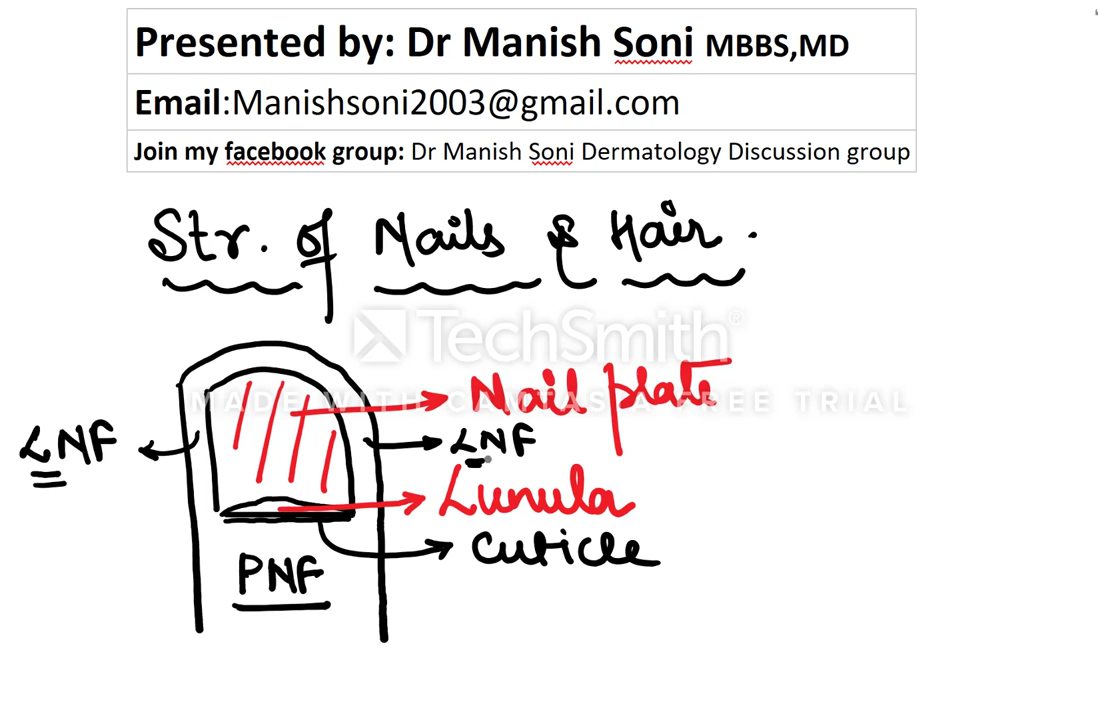 Presented by: Dr Manish Soni MBBS,MD
Email:Manishsoni2003@gmail.com
Join my facebook group: Dr Manish Soni Dermatology Discussion group
Str. of Nails & Hair.
TechSmith®
MADE WITH CAMTASIA FREE TRIAL
Nail plate
LNF
LNF
Lunula
Cuticle
PNF